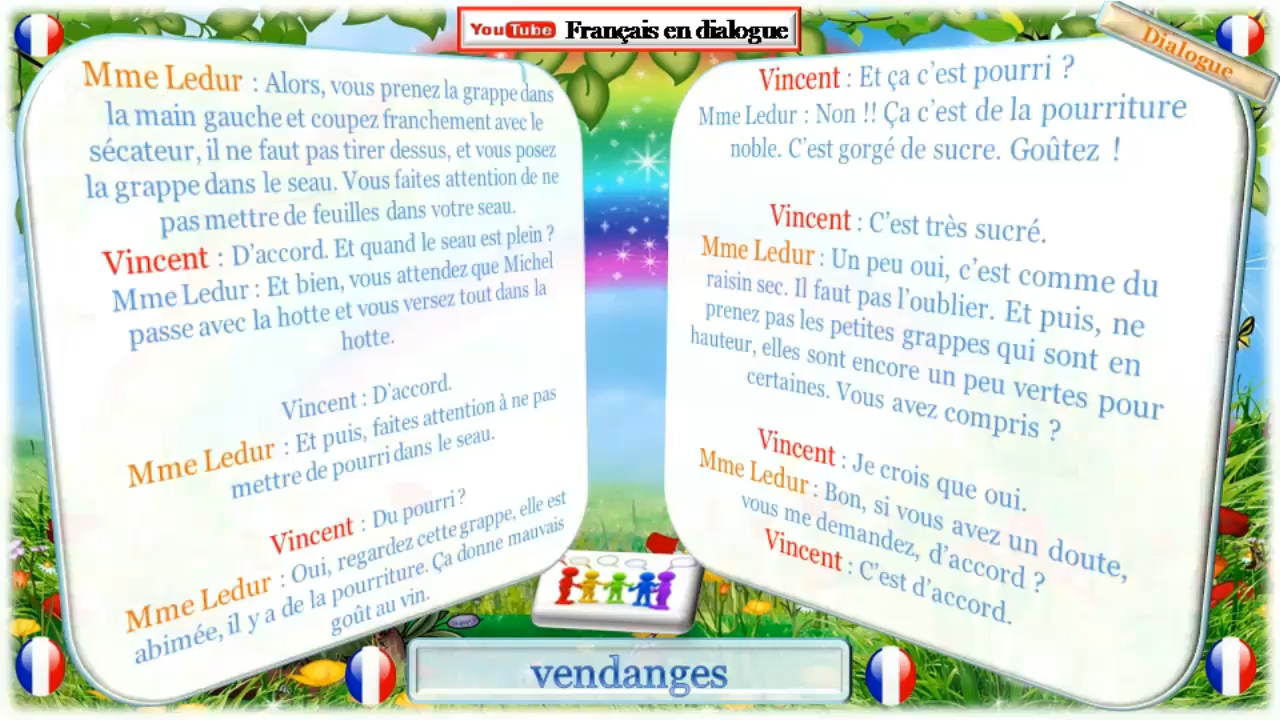 YouTube Français en dialogue
Dialogue
Mme Ledur : Alors, vous prenez la grappe dans
la main gauche et coupez franchement avec le
sécateur, il ne faut pas tirer dessus, et vous posez
la grappe dans le seau. Vous faites attention de ne
pas mettre de feuilles dans votre seau.
Vincent : D'accord. Et quand le seau est plein ?
Mme Ledur : Et bien, vous attendez que Michel
passe avec la hotte et vous versez tout dans la
hotte.
Vincent : D'accord.
Mme Ledur : Et puis, faites attention à ne pas
mettre de pourri dans le seau.
Vincent : Du pourri ?
Mme Ledur : Oui, regardez cette grappe, elle est
abimée, il y a de la pourriture. Ça donne mauvais
goût au vin.
Vincent : Et ça c'est pourri ?
Mme Ledur : Non !! Ça c'est de la pourriture
noble. C'est gorgé de sucre. Goûtez !
Vincent : C'est très sucré.
Mme Ledur : Un peu oui, c'est comme du
raisin sec. Il faut pas l'oublier. Et puis, ne
prenez pas les petites grappes qui sont en
hauteur, elles sont encore un peu vertes pour
certaines. Vous avez compris ?
Vincent : Je crois que oui.
Mme Ledur : Bon, si vous avez un doute,
vous me demandez, d'accord ?
Vincent : C'est d'accord.
vendanges